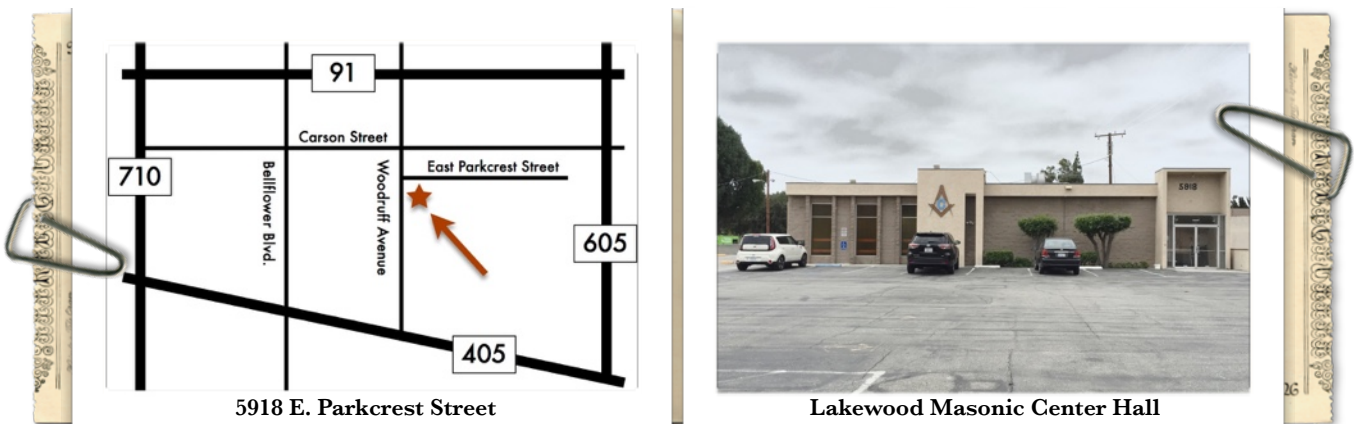 91
Carson Street
East Parkcrest Street
710
Bellflower Blvd.
Woodruff Avenue
605
405
5918 E. Parkcrest Street
5918
Lakewood Masonic Center Hall
26